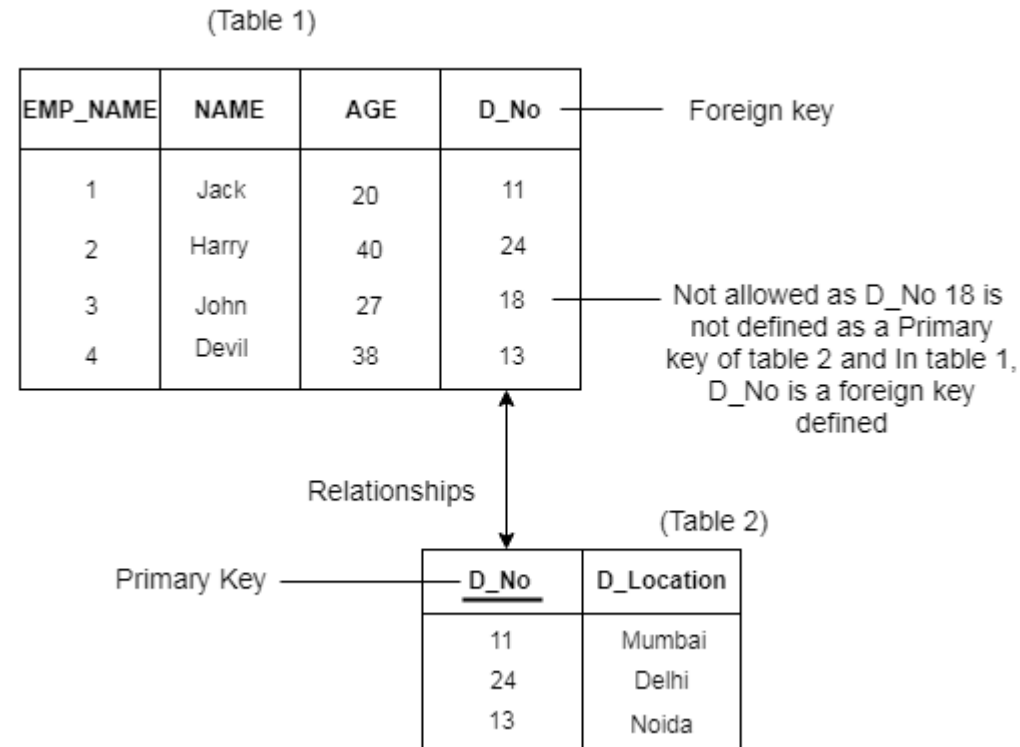 (Table 1)
EMP_NAME NAME AGE D_No Foreign key
1 Jack 20 11
2 Harry 40 24
3 John 27 18
4 Devil 38 13
Not allowed as D_No 18 is
not defined as a Primary
key of table 2 and In table 1,
D_No is a foreign key
defined
Relationships
(Table 2)
Primary Key D_No D_Location
11 Mumbai
24 Delhi
13 Noida